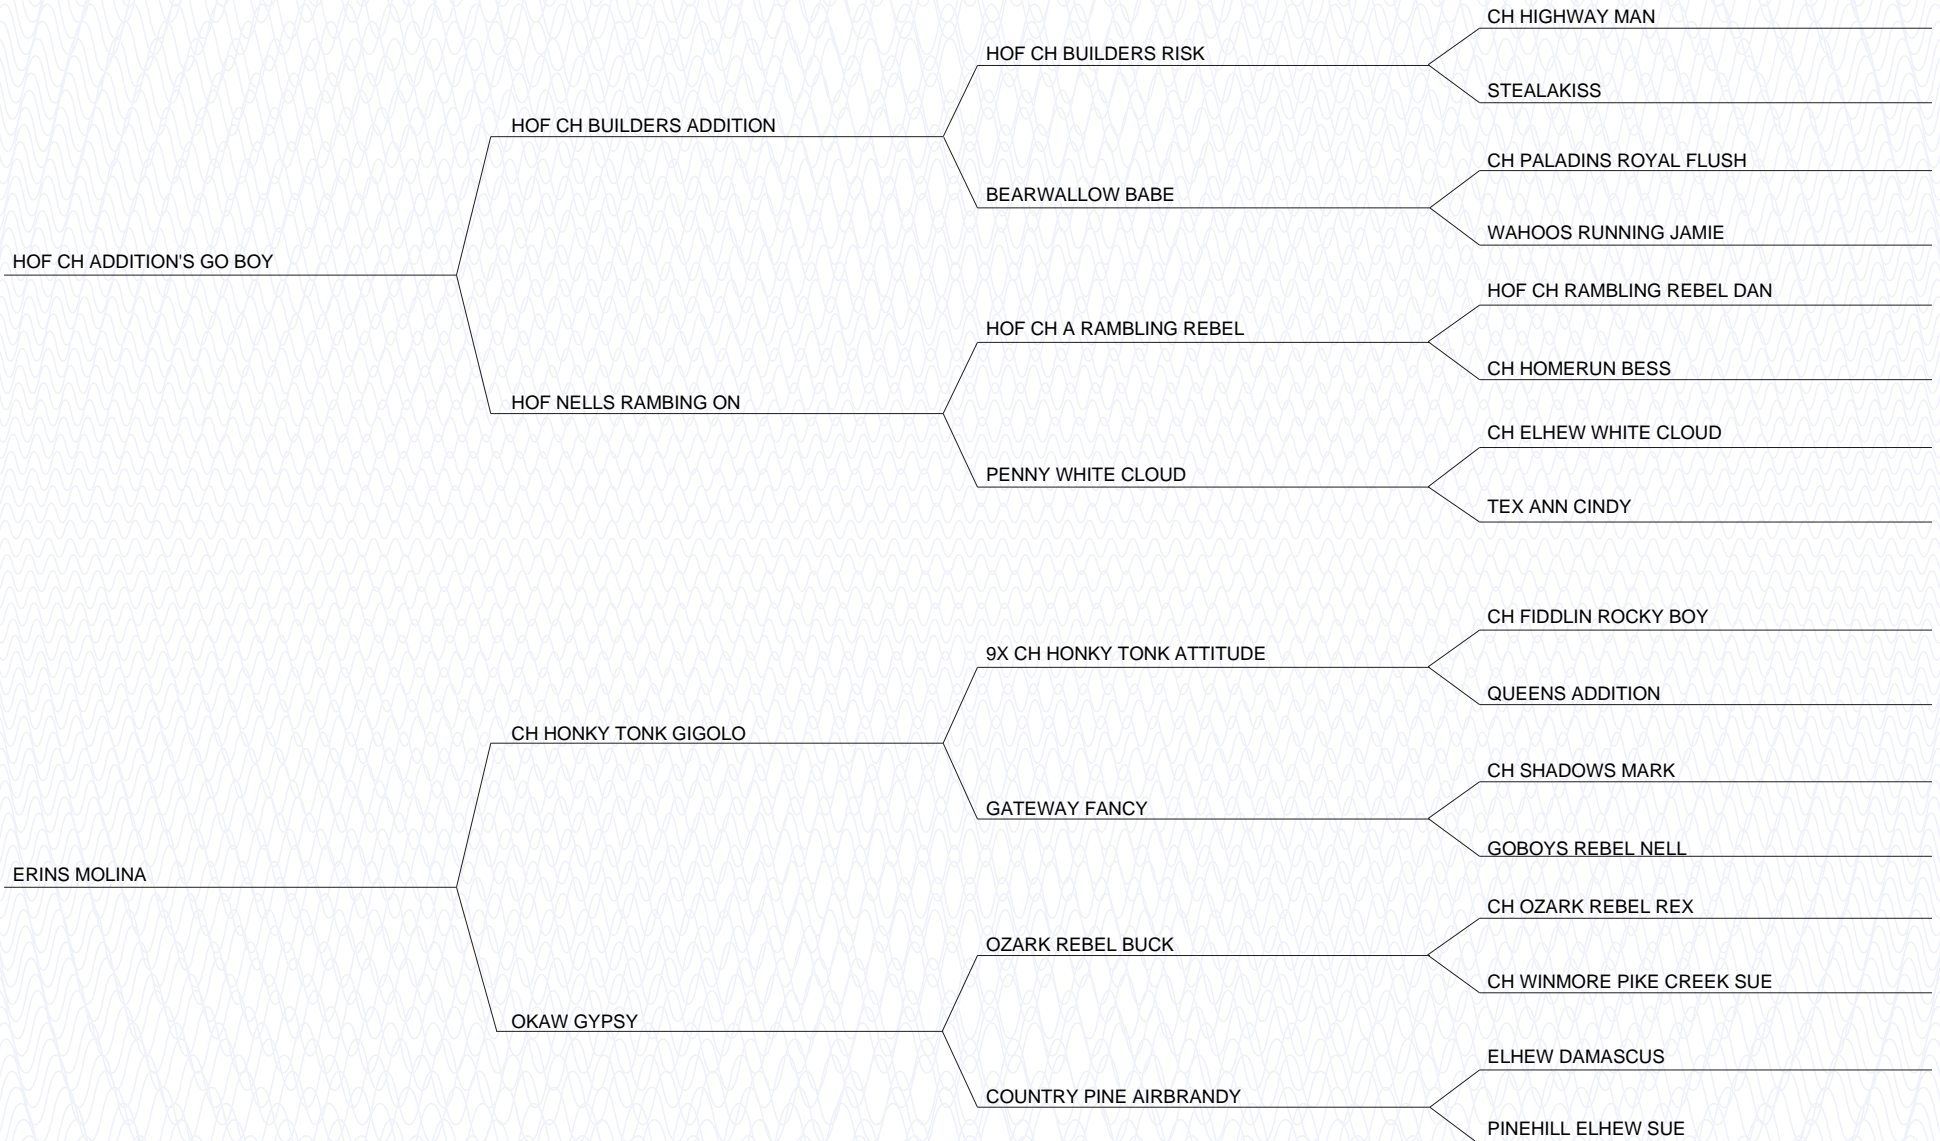 CH HIGHWAY MAN
HOF CH BUILDERS RISK
STEALAKISS
HOF CH BUILDERS ADDITION
CH PALADINS ROYAL FLUSH
BEARWALLOW BABE
WAHOOS RUNNING JAMIE
HOF CH ADDITION'S GO BOY
HOF CH RAMBLING REBEL DAN
HOF CH A RAMBLING REBEL
CH HOMERUN BESS
HOF NELLS RAMBING ON
CH ELHEW WHITE CLOUD
PENNY WHITE CLOUD
TEX ANN CINDY
CH FIDDLIN ROCKY BOY
9X CH HONKY TONK ATTITUDE
QUEENS ADDITION
CH HONKY TONK GIGOLO
CH SHADOWS MARK
GATEWAY FANCY
GOBOYS REBEL NELL
ERINS MOLINA
CH OZARK REBEL REX
OZARK REBEL BUCK
CH WINMORE PIKE CREEK SUE
OKAW GYPSY
ELHEW DAMASCUS
COUNTRY PINE AIRBRANDY
PINEHILL ELHEW SUE